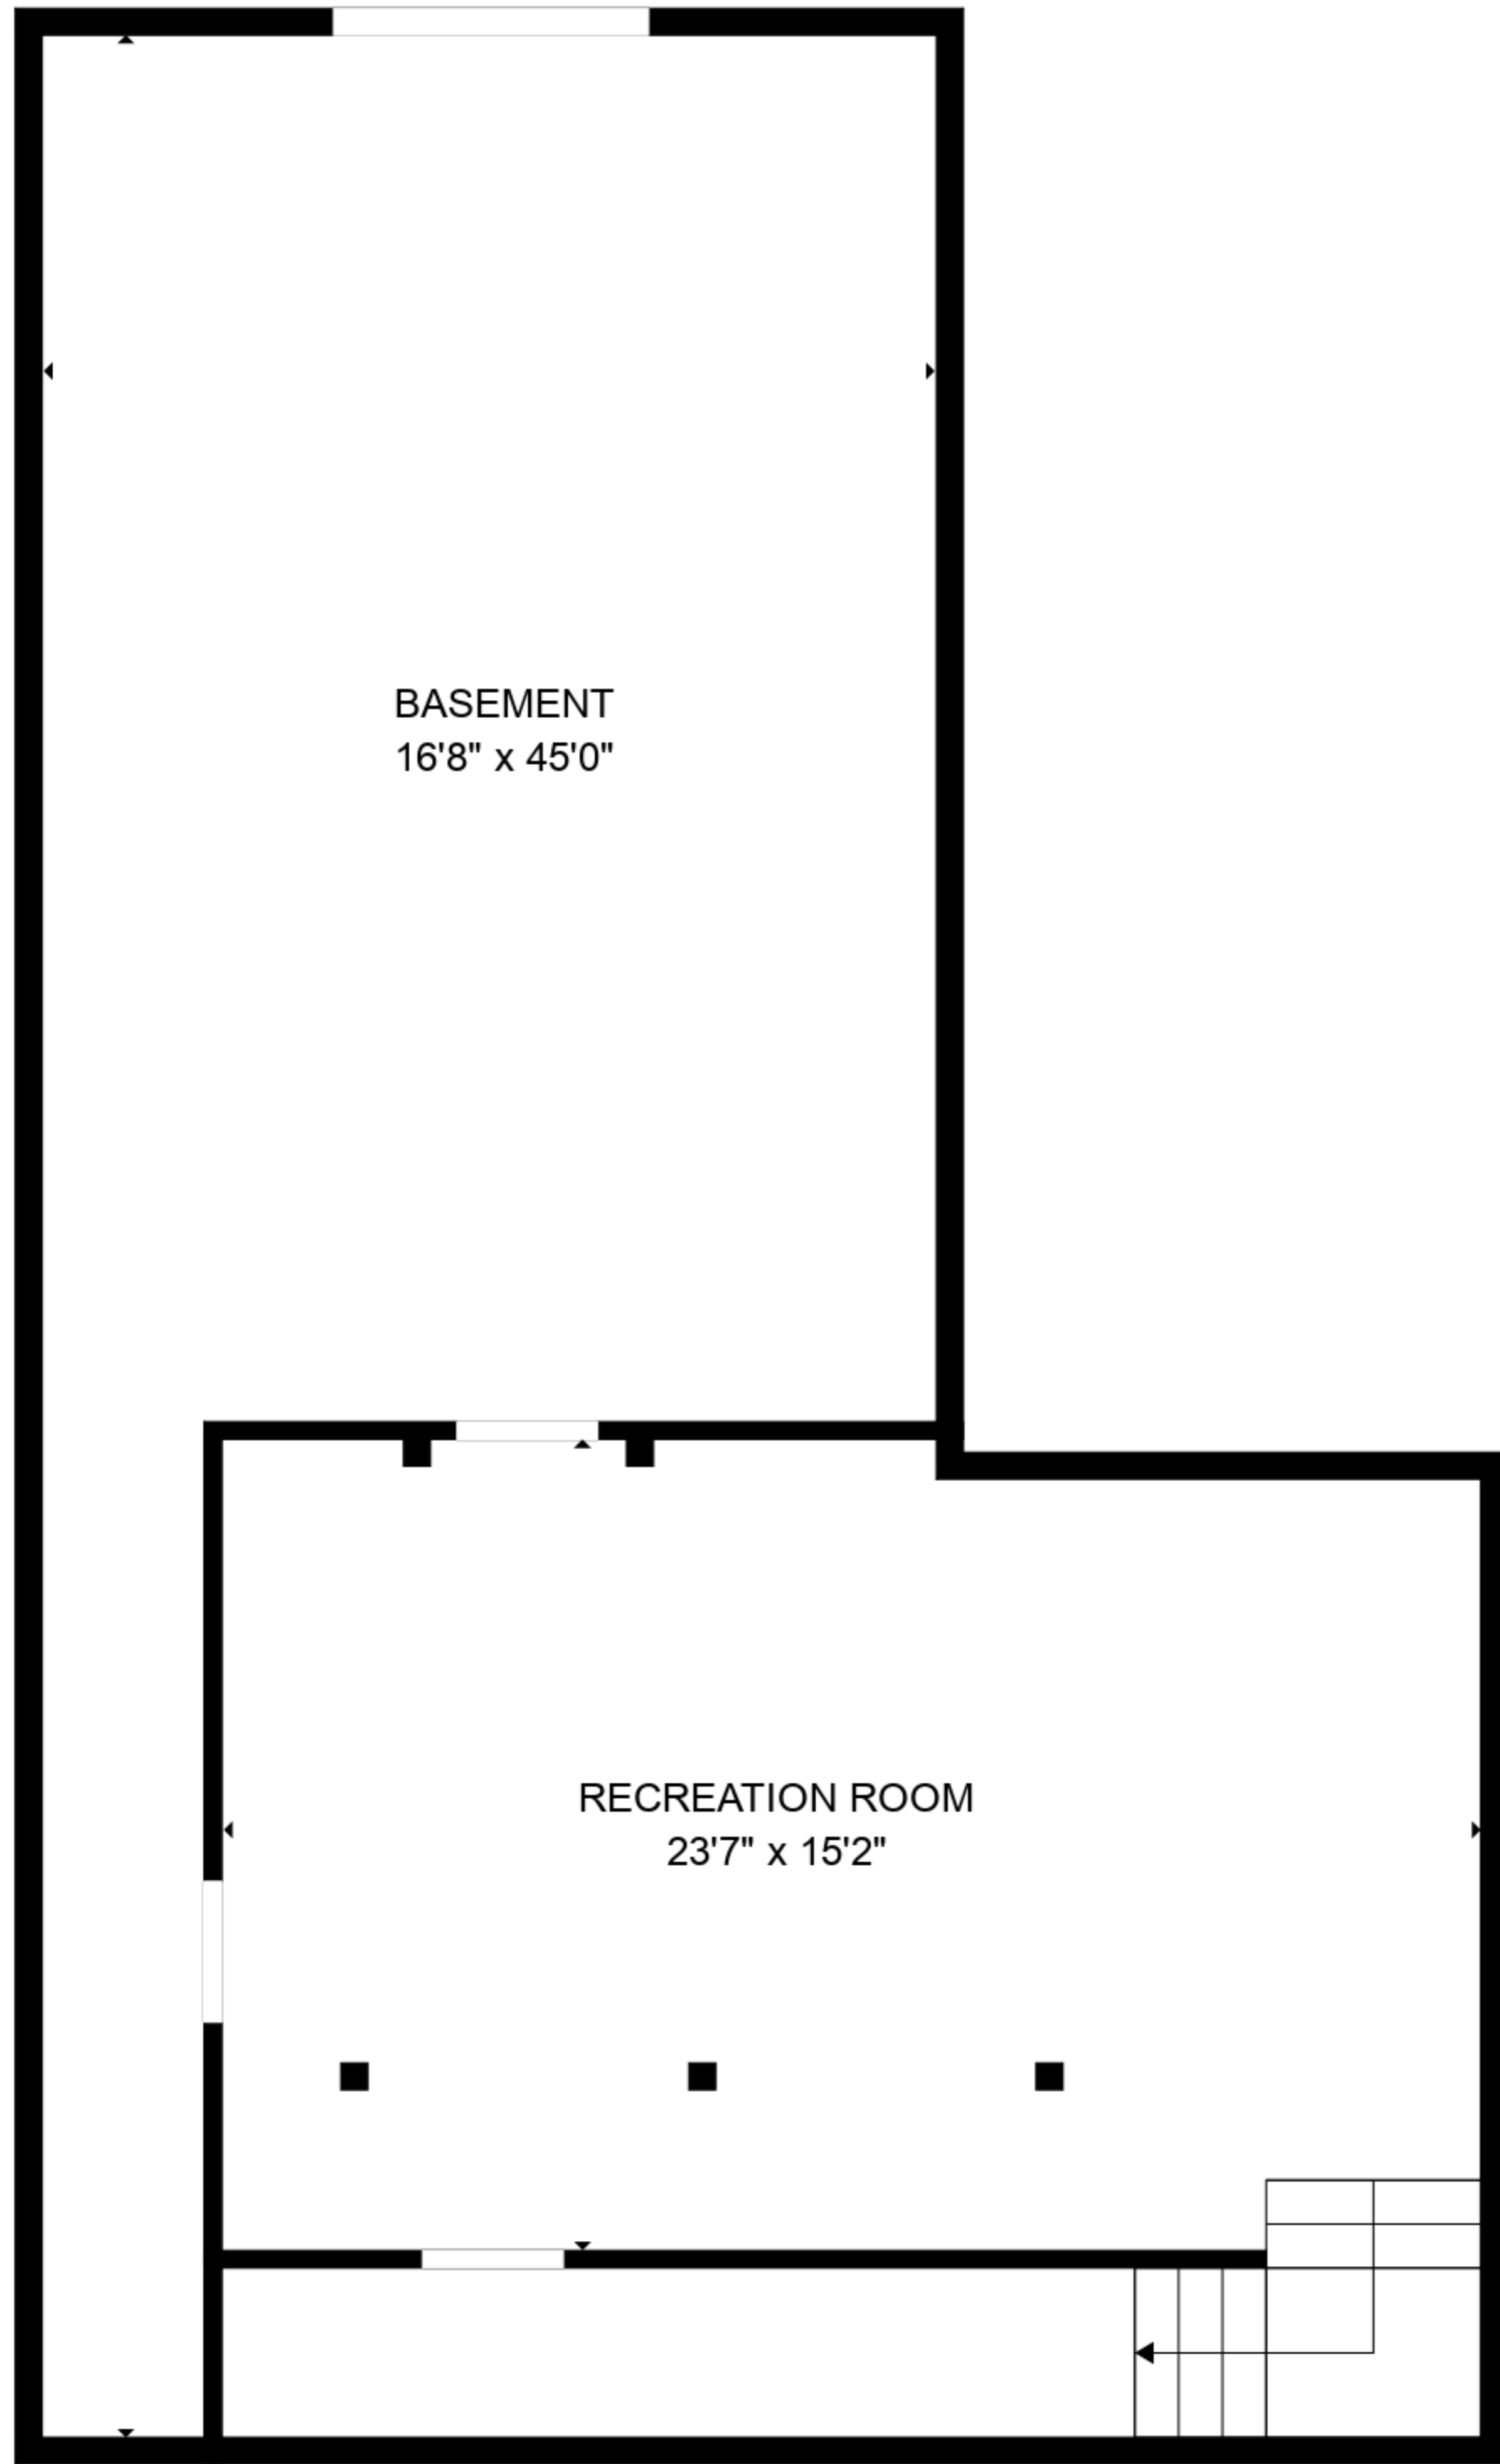 BASEMENT
16'8" x 45'0"
RECREATION ROOM
23'7" x 15'2"